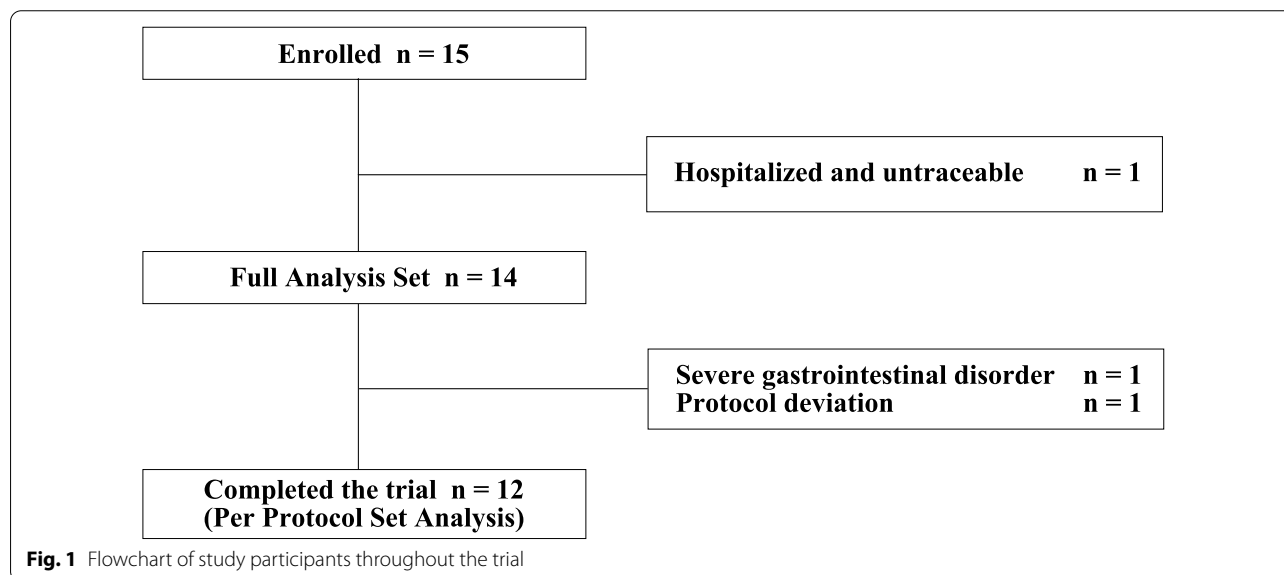 Enrolled n = 15
Hospitalized and untraceable n = 1
Full Analysis Set n = 14
Severe gastrointestinal disorder n = 1
Protocol deviation n = 1
Completed the trial n = 12
(Per Protocol Set Analysis)
Fig. 1 Flowchart of study participants throughout the trial